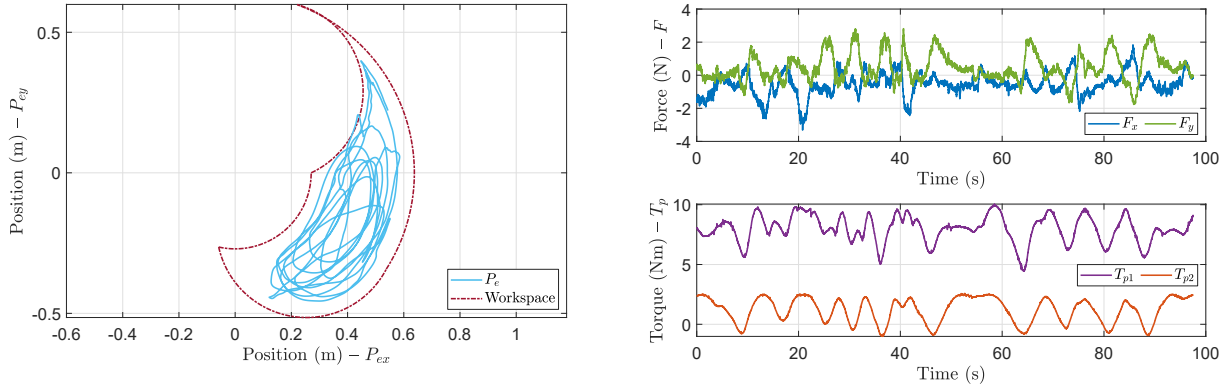 0.5
0
-0.5
-0.6
-0.4
-0.2
0
0.2
0.4
0.6
0.8
1
Position (m) – P_ey
Position (m) – P_ex
P_e
Workspace
4
2
0
-2
-4
0
20
40
60
80
100
Force (N) – F
Time (s)
F_x
F_y
10
5
0
0
20
40
60
80
100
Torque (Nm) – T_p
Time (s)
T_p1
T_p2